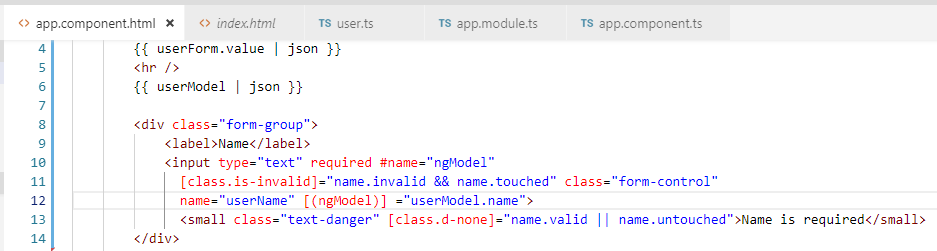 app.component.html × index.html TS user.ts TS app.module.ts TS app.component.ts
4 {{ userForm.value | json }}
5 <hr />
6 {{ userModel | json }}
7
8 <div class="form-group">
9 <label>Name</label>
10 <input type="text" required #name="ngModel"
11 [class.is-invalid]="name.invalid && name.touched" class="form-control"
12 name="userName" [(ngModel)] ="userModel.name">
13 <small class="text-danger" [class.d-none]="name.valid || name.untouched">Name is required</small>
14 </div>